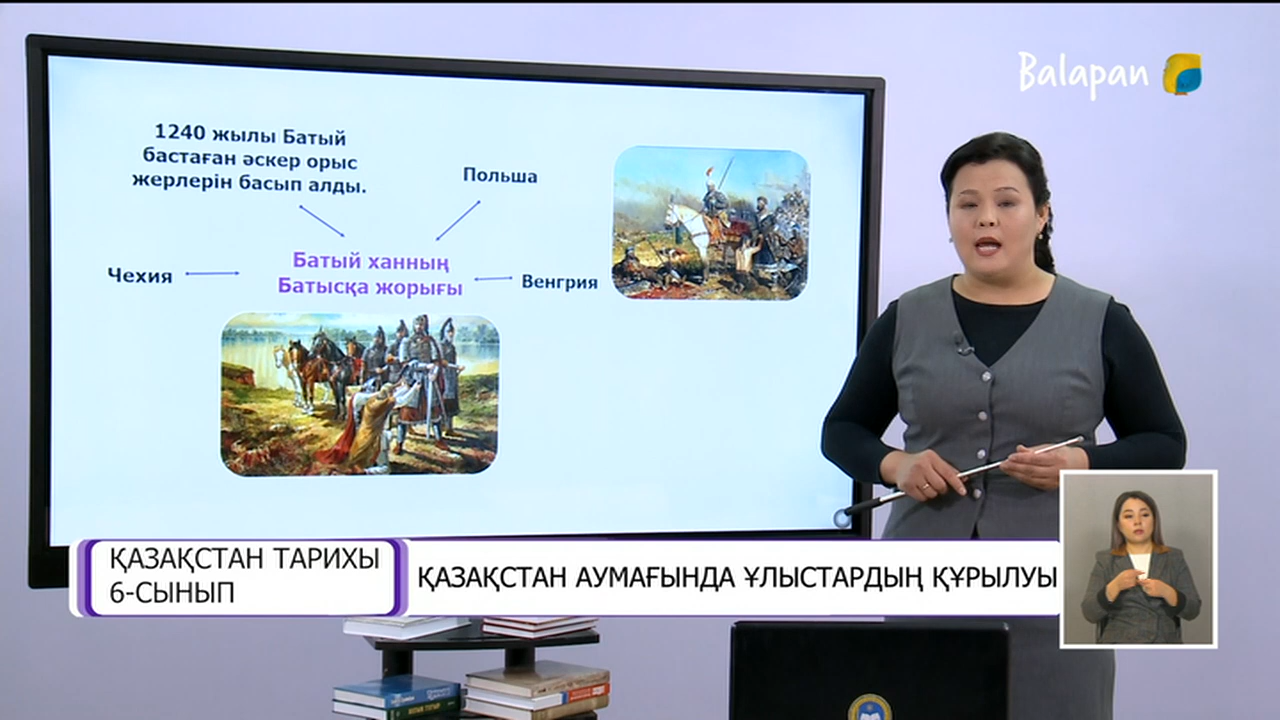 Balapan
1240 жылы Батый
бастаған әскер орыс
жерлерін басып алды.
Польша
Чехия
Батый ханның
Батысқа жорығы
Венгрия
ҚАЗАҚСТАН ТАРИХЫ
6-СЫНЫП
ҚАЗАҚСТАН АУМАҒЫНДА ҰЛЫСТАРДЫҢ ҚҰРЫЛУЫ